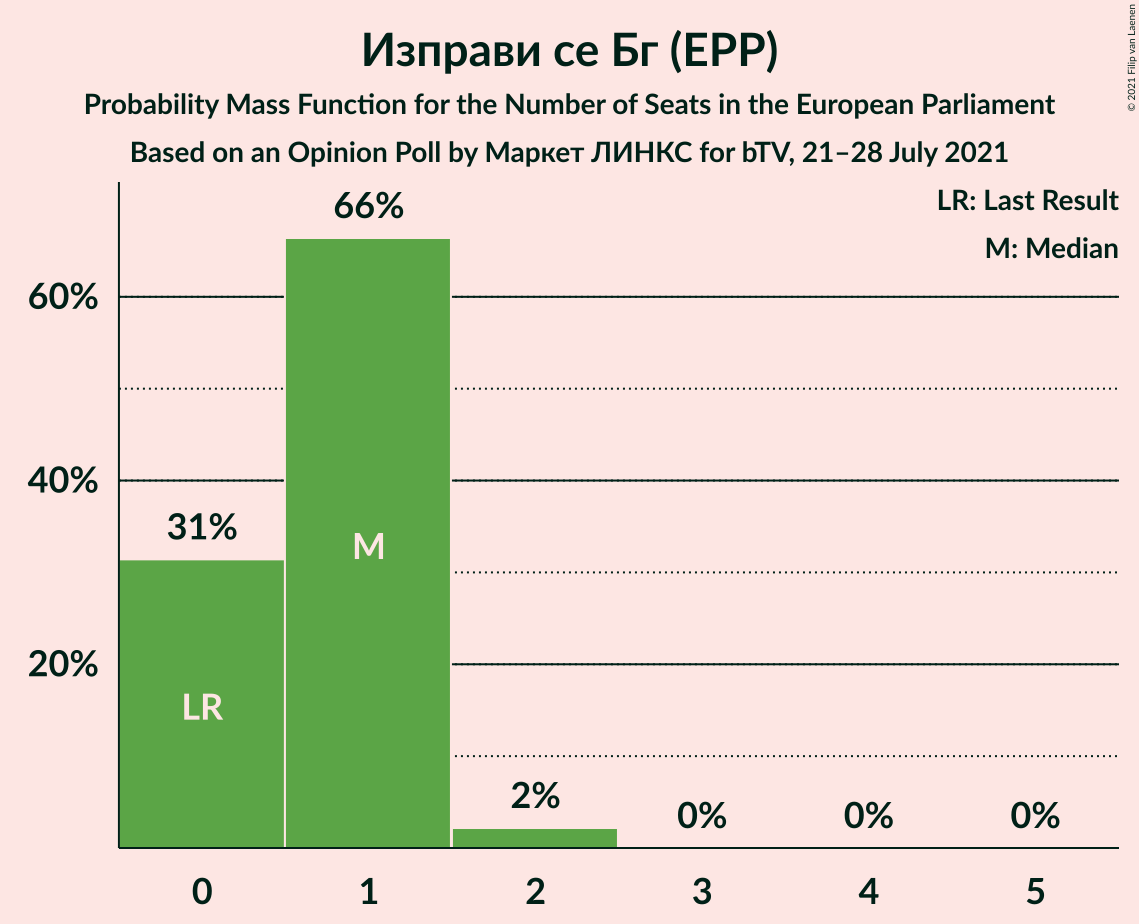 Изправи се Бг (EPP)
Probability Mass Function for the Number of Seats in the European Parliament
Based on an Opinion Poll by Маркет ЛИНКС for bTV, 21–28 July 2021
© 2021 Filip van Laenen
LR: Last Result
M: Median
66%
60%
40%
31%
M
20%
LR
2%
0%
0%
0%
0
1
2
3
4
5